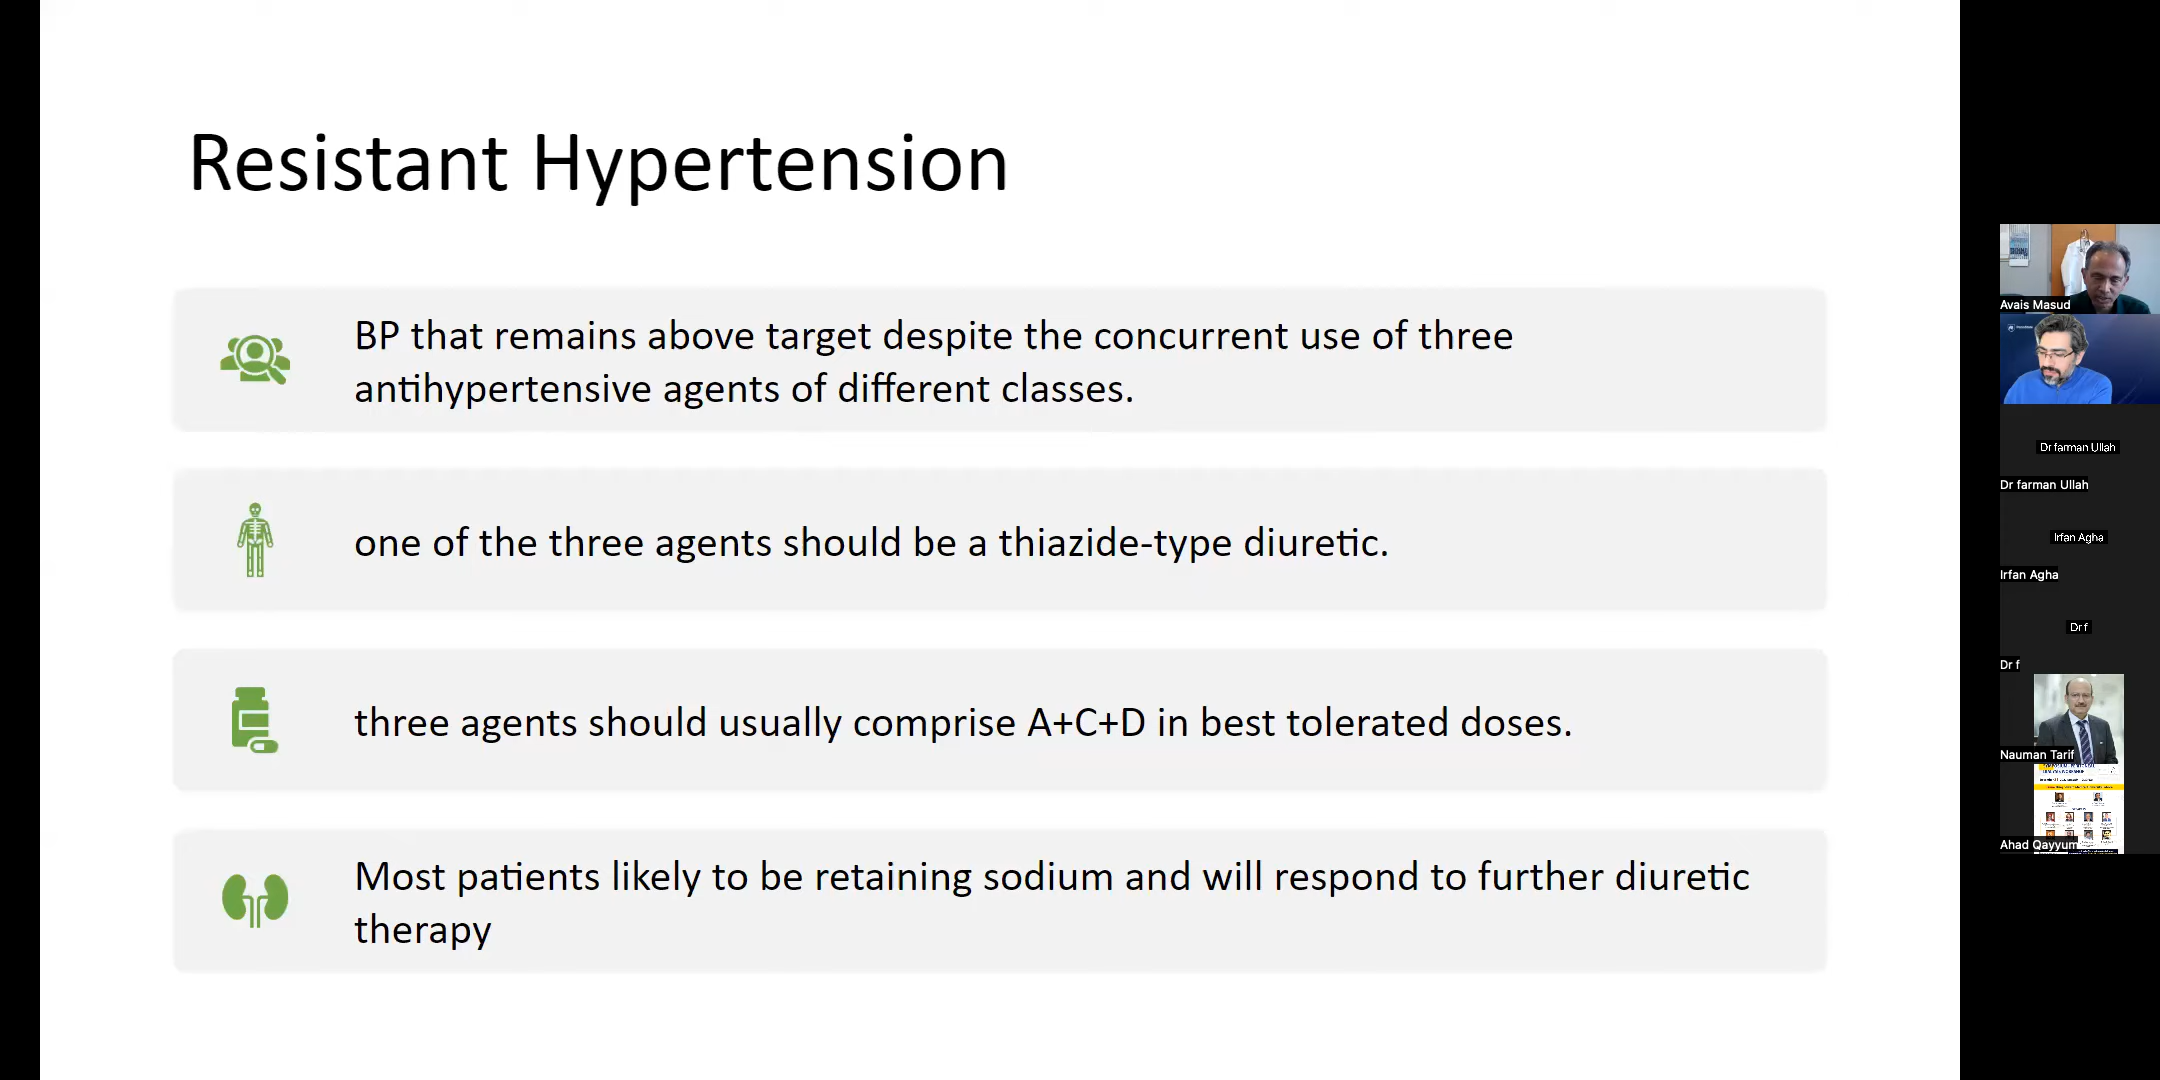 Resistant Hypertension
BP that remains above target despite the concurrent use of three
antihypertensive agents of different classes.
one of the three agents should be a thiazide-type diuretic.
three agents should usually comprise A+C+D in best tolerated doses.
Most patients likely to be retaining sodium and will respond to further diuretic
therapy
Avais Masud
Dr farman Ullah
Dr farman Ullah
Irfan Agha
Irfan Agha
Dr f
Dr f
Nauman Tarif
Ahad Qayyum